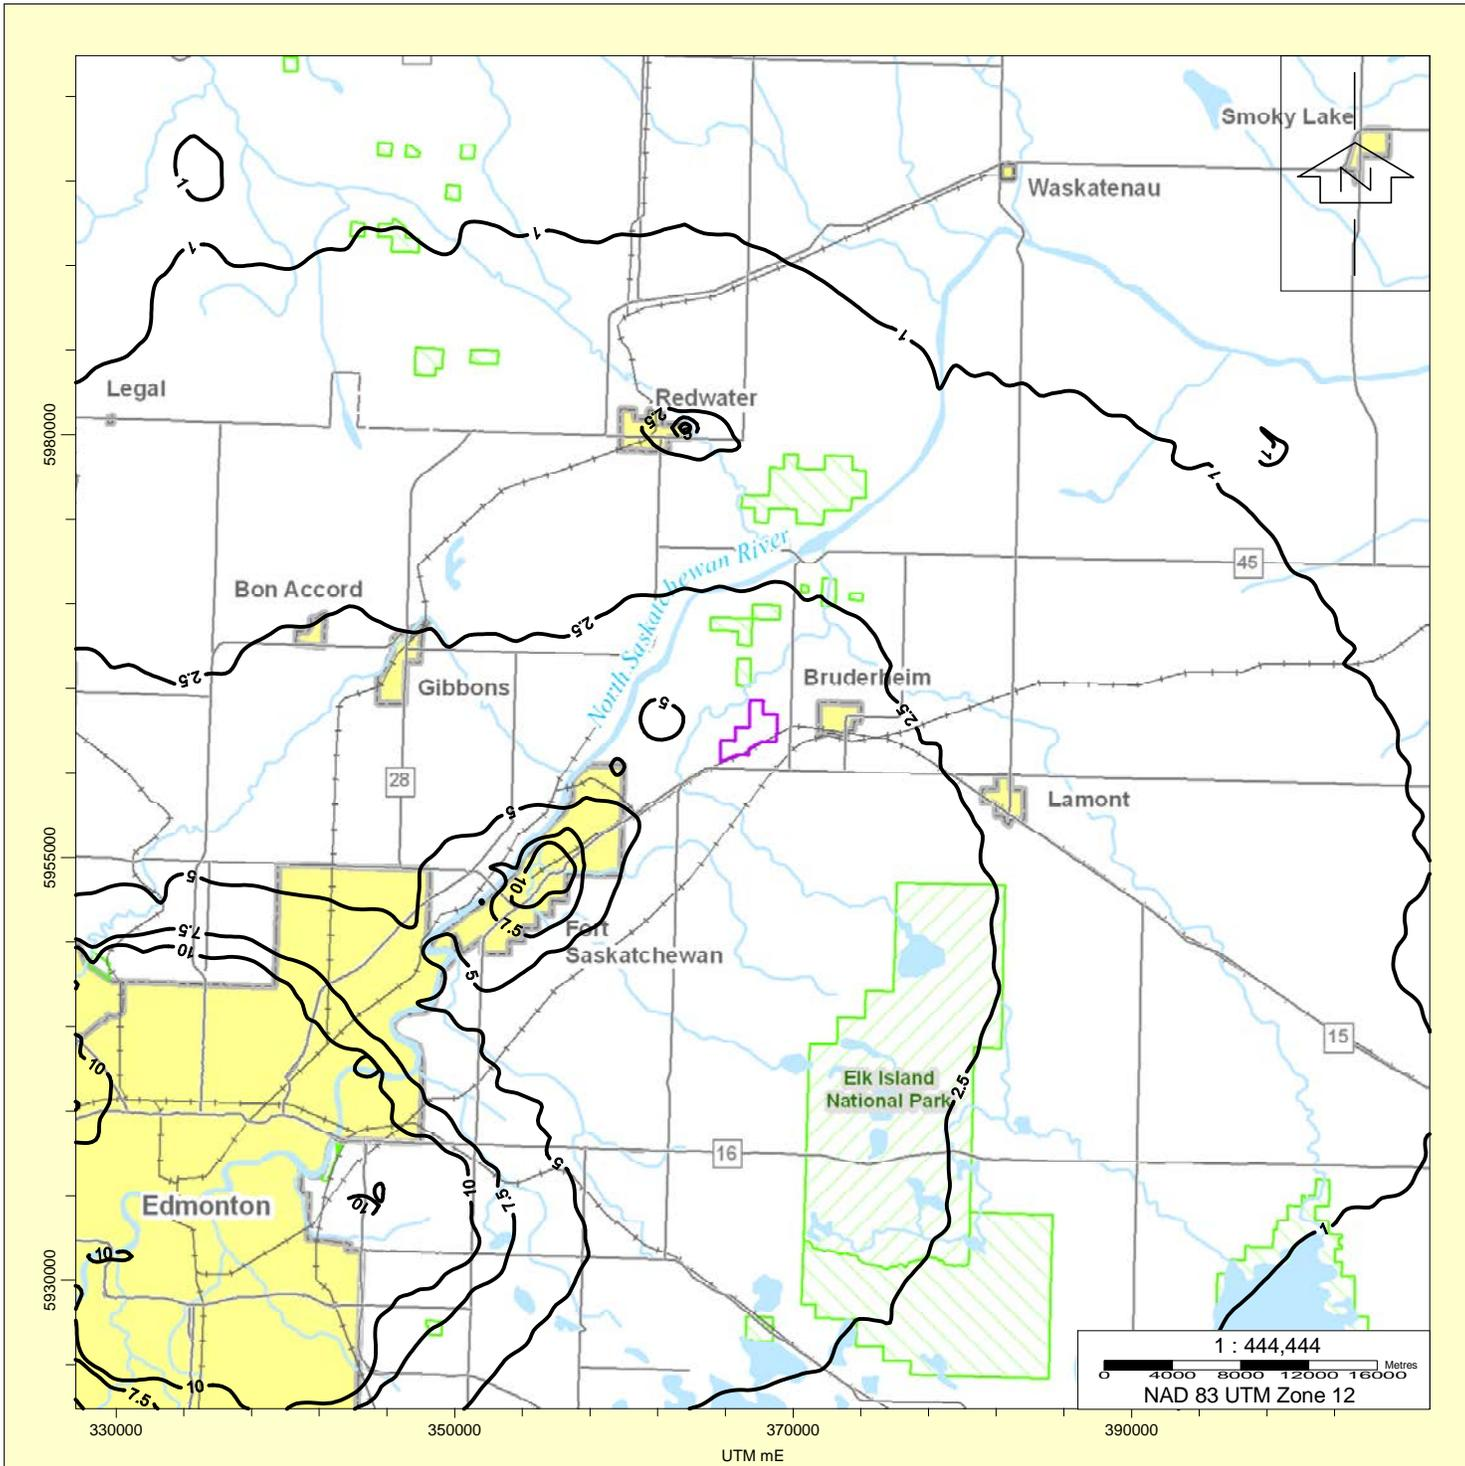 Smoky Lake
N
Waskatenau
1
1
1
1
Legal
Redwater
2.5
5980000
1
1
45
North Saskatchewan River
Bon Accord
2.5
2.5
Gibbons
Bruderheim
5
2.5
28
Lamont
5
5955000
5
10
7.5
Fort
Saskatchewan
7.5
10
5
15
10
Elk Island
National Park
2.5
16
5
10
7.5
10
Edmonton
1
10
5930000
1 : 444,444
Metres
0 4000 8000 12000 16000
NAD 83 UTM Zone 12
10
7.5
330000 350000 370000 390000
UTM mE